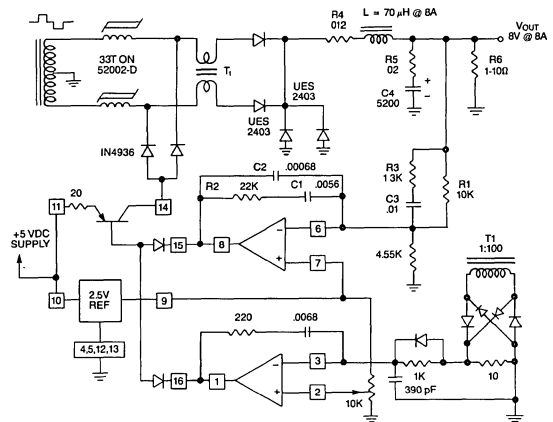 L = 70 μH @ 8A
R4
012
VOUT
8V @ 8A
33T ON
52002-D
T1
R5
02
C4
5200
+
−
R6
1-10Ω
UES
2403
UES
2403
IN4936
C2
.00068
R2
22K
C1
.0056
R3
1 3K
C3
.01
R1
10K
20
11
14
+5 VDC
SUPPLY
15
8
−
+
6
7
4.55K
T1
1:100
10
2.5V
REF
9
4,5,12,13
220
.0068
16
1
−
+
3
2
10K
1K
390 pF
10